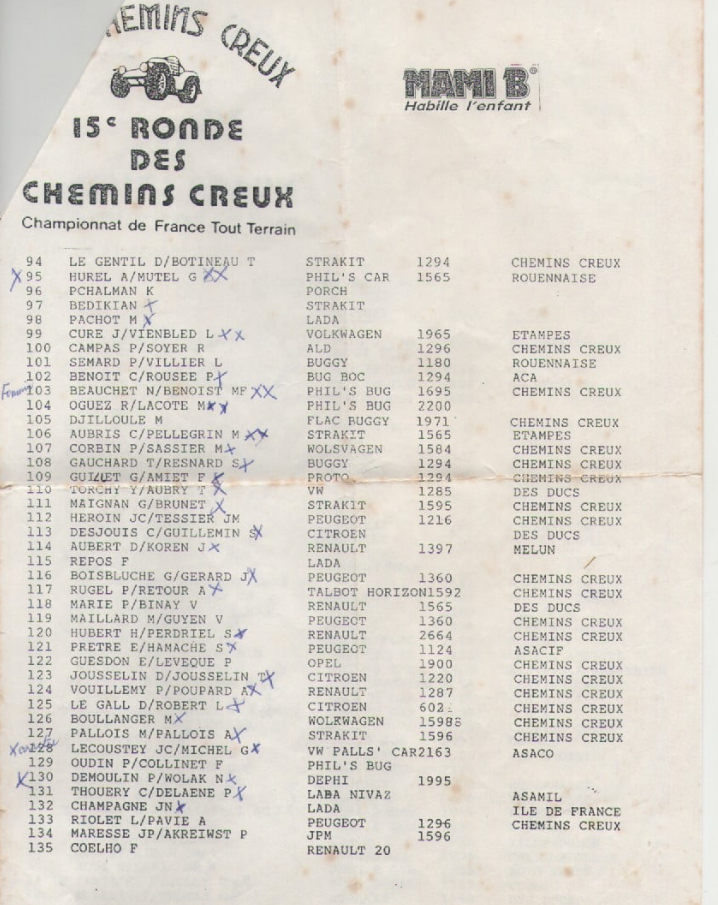 CHEMINS CREUX
MAMI B®
Habille l'enfant
15e RONDE
DES
CHEMINS CREUX
Championnat de France Tout Terrain
94 LE GENTIL D/BOTINEAU T STRAKIT 1294 CHEMINS CREUX
X 95 HUREL A/MUTEL G XX PHIL'S CAR 1565 ROUENNAISE
96 PCHALMAN K PORCH
97 BEDIKIAN X STRAKIT
98 PACHOT M X LADA
99 CURE J/VIENBLED L XX VOLKWAGEN 1965 ETAMPES
100 CAMPAS P/SOYER R ALD 1296 CHEMINS CREUX
101 SEMARD P/VILLIER L BUGGY 1180 ROUENNAISE
102 BENOIT C/ROUSEE P X BUG BOC 1294 ACA
103 BEAUCHET N/BENOIST MF XX PHIL'S BUG 1695 CHEMINS CREUX
104 OGUEZ R/LACOTE M XX PHIL'S BUG 2200
105 DJILLOULE M FLAC BUGGY 1971 CHEMINS CREUX
106 AUBRIS C/PELLEGRIN M XX STRAKIT 1565 ETAMPES
107 CORBIN P/SASSIER M X WOLSVAGEN 1584 CHEMINS CREUX
108 GAUCHARD T/RESNARD S X BUGGY 1294 CHEMINS CREUX
109 GUILLET G/AMIET F X PROTO 1294 CHEMINS CREUX
110 TORCHY Y/AUBRY T X VW 1285 DES DUCS
111 MAIGNAN G/BRUNET X STRAKIT 1595 CHEMINS CREUX
112 HEROIN JC/TESSIER JM PEUGEOT 1216 CHEMINS CREUX
113 DESJOUIS C/GUILLEMIN S X CITROEN DES DUCS
114 AUBERT D/KOREN J X RENAULT 1397 MELUN
115 REPOS F LADA
116 BOISBLUCHE G/GERARD J X PEUGEOT 1360 CHEMINS CREUX
117 RUGEL P/RETOUR A X TALBOT HORIZON1592 CHEMINS CREUX
118 MARIE P/BINAY V RENAULT 1565 DES DUCS
119 MAILLARD M/GUYEN V PEUGEOT 1360 CHEMINS CREUX
120 HUBERT H/PERDRIEL S X RENAULT 2664 CHEMINS CREUX
121 PRETRE E/HAMACHE S X PEUGEOT 1124 ASACIF
122 GUESDON E/LEVEQUE P OPEL 1900 CHEMINS CREUX
123 JOUSSELIN D/JOUSSELIN T X CITROEN 1220 CHEMINS CREUX
124 VOUILLEMY P/POUPARD A X RENAULT 1287 CHEMINS CREUX
125 LE GALL D/ROBERT L X CITROEN 602 CHEMINS CREUX
126 BOULLANGER M X WOLKWAGEN 1598 CHEMINS CREUX
127 PALLOIS M/PALLOIS A X STRAKIT 1596 CHEMINS CREUX
128 LECOUSTEY JC/MICHEL G X VW PALLS' CAR2163 ASACO
129 OUDIN P/COLLINET F PHIL'S BUG
X 130 DEMOULIN P/WOLAK N X DEPHI 1995
131 THOUERY C/DELAENE P X LABA NIVAZ ASAMIL
132 CHAMPAGNE JN X LADA ILE DE FRANCE
133 RIOLET L/PAVIE A PEUGEOT 1296 CHEMINS CREUX
134 MARESSE JP/AKREIWST P JPM 1596
135 COELHO F RENAULT 20